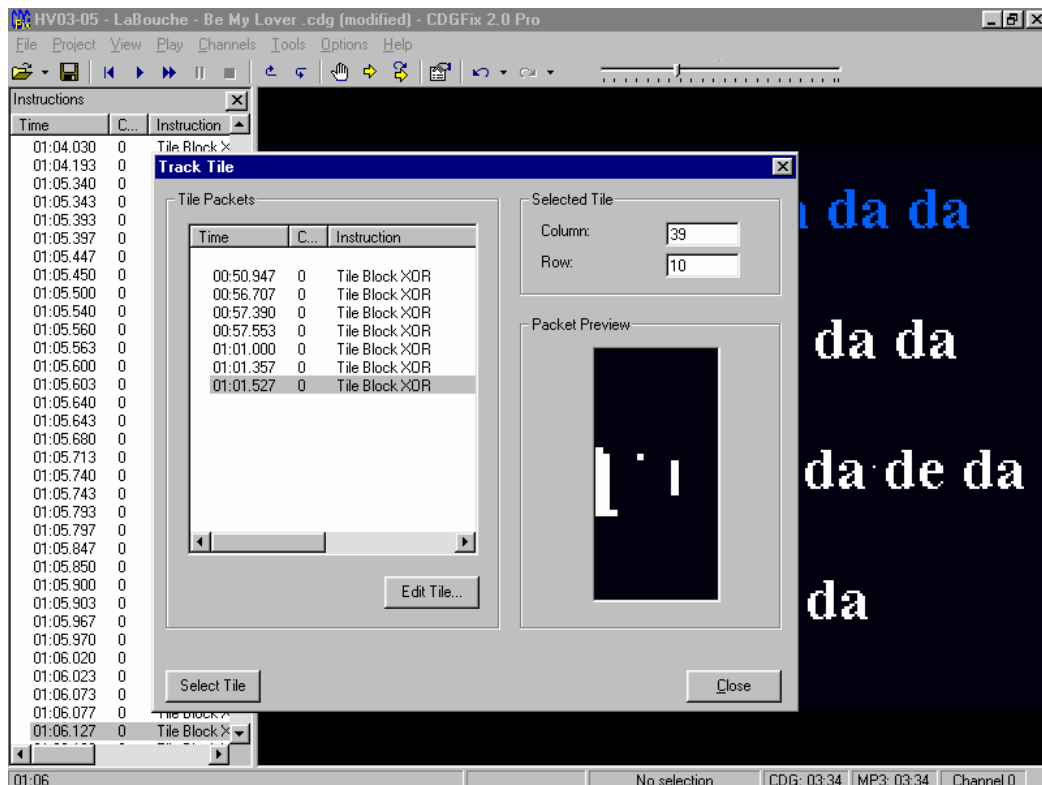 HV03-05 - LaBouche - Be My Lover .cdg (modified) - CDGFix 2.0 Pro
File Project View Play Channels Tools Options Help
Instructions
Time C... Instruction
01:04.030 0 Tile Block X
01:04.193 0
01:05.340 0
01:05.343 0
01:05.393 0
01:05.397 0
01:05.447 0
01:05.450 0
01:05.500 0
01:05.540 0
01:05.560 0
01:05.563 0
01:05.600 0
01:05.603 0
01:05.640 0
01:05.643 0
01:05.680 0
01:05.713 0
01:05.740 0
01:05.743 0
01:05.793 0
01:05.797 0
01:05.847 0
01:05.850 0
01:05.900 0
01:05.903 0
01:05.967 0
01:05.970 0
01:06.020 0
01:06.023 0
01:06.073 0
01:06.077 0 Tile Block X
01:06.127 0 Tile Block X
Track Tile
Tile Packets
Time C... Instruction
00:50.947 0 Tile Block XOR
00:56.707 0 Tile Block XOR
00:57.390 0 Tile Block XOR
00:57.553 0 Tile Block XOR
01:01.000 0 Tile Block XOR
01:01.357 0 Tile Block XOR
01:01.527 0 Tile Block XOR
Edit Tile...
Selected Tile
Column: 39
Row: 10
Packet Preview
Select Tile
Close
da da
da da
da de da
da
01:06 No selection CDG: 03:34 MP3: 03:34 Channel 0